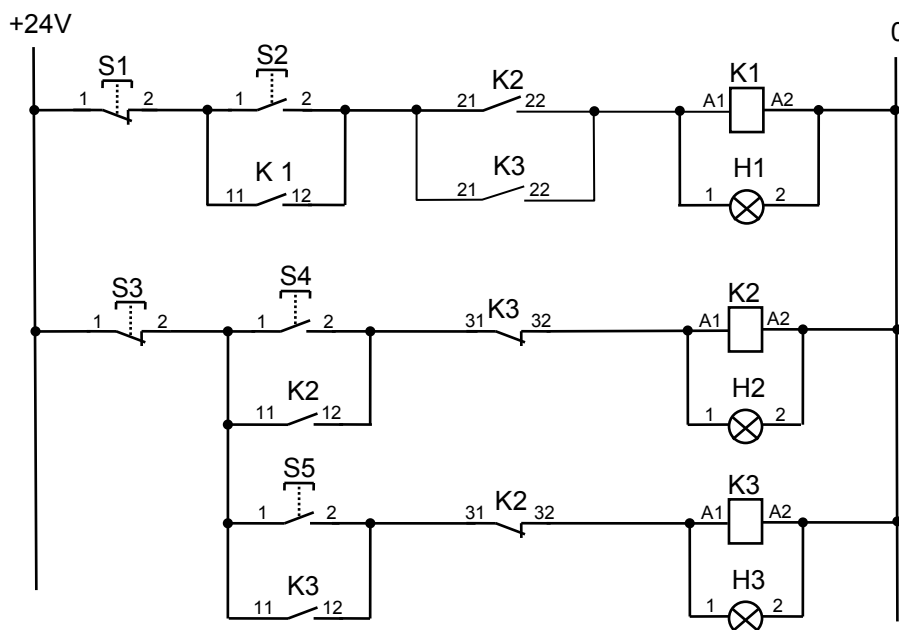 +24V 0
S1 S2 K2 K1
1 2 1 2 21 22 A1 A2
K 1 K3 H1
11 12 21 22 1 2
S3 S4 K3 K2
1 2 1 2 31 32 A1 A2
K2 H2
11 12 1 2
S5 K2 K3
1 2 31 32 A1 A2
K3 H3
11 12 1 2